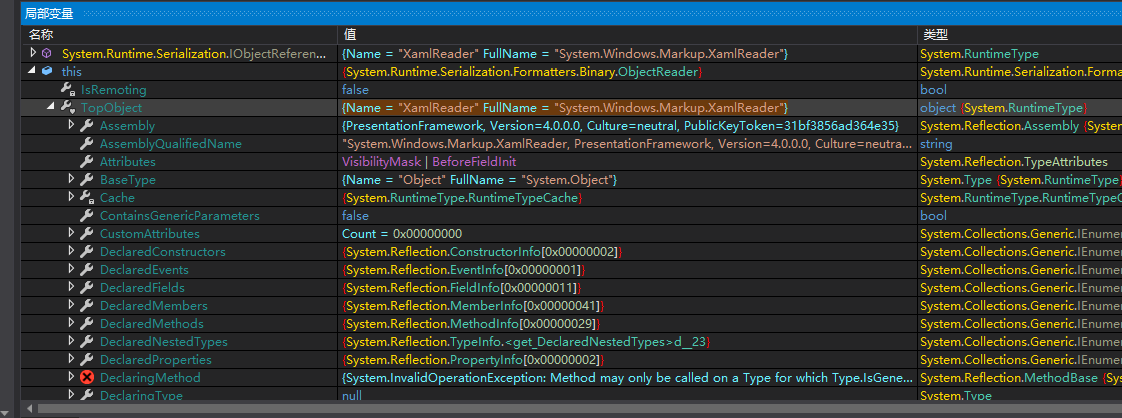 局部变量
名称 值 类型
System.Runtime.Serialization.IObjectReferen... {Name = "XamlReader" FullName = "System.Windows.Markup.XamlReader"} System.RuntimeType
this {System.Runtime.Serialization.Formatters.Binary.ObjectReader} System.Runtime.Serialization.Forma
IsRemoting false bool
TopObject {Name = "XamlReader" FullName = "System.Windows.Markup.XamlReader"} object {System.RuntimeType}
Assembly {PresentationFramework, Version=4.0.0.0, Culture=neutral, PublicKeyToken=31bf3856ad364e35} System.Reflection.Assembly {System
AssemblyQualifiedName "System.Windows.Markup.XamlReader, PresentationFramework, Version=4.0.0.0, Culture=neutra... string
Attributes VisibilityMask | BeforeFieldInit System.Reflection.TypeAttributes
BaseType {Name = "Object" FullName = "System.Object"} System.Type {System.RuntimeType}
Cache {System.RuntimeType.RuntimeTypeCache} System.RuntimeType.RuntimeTypeC
ContainsGenericParameters false bool
CustomAttributes Count = 0x00000000 System.Collections.Generic.IEnumer
DeclaredConstructors {System.Reflection.ConstructorInfo[0x00000002]} System.Collections.Generic.IEnumer
DeclaredEvents {System.Reflection.EventInfo[0x00000001]} System.Collections.Generic.IEnumer
DeclaredFields {System.Reflection.FieldInfo[0x00000011]} System.Collections.Generic.IEnumer
DeclaredMembers {System.Reflection.MemberInfo[0x00000041]} System.Collections.Generic.IEnumer
DeclaredMethods {System.Reflection.MethodInfo[0x00000029]} System.Collections.Generic.IEnumer
DeclaredNestedTypes {System.Reflection.TypeInfo.<get_DeclaredNestedTypes>d__23} System.Collections.Generic.IEnumer
DeclaredProperties {System.Reflection.PropertyInfo[0x00000002]} System.Collections.Generic.IEnumer
DeclaringMethod {System.InvalidOperationException: Method may only be called on a Type for which Type.IsGene... System.Reflection.MethodBase {Sys
DeclaringType null System.Type